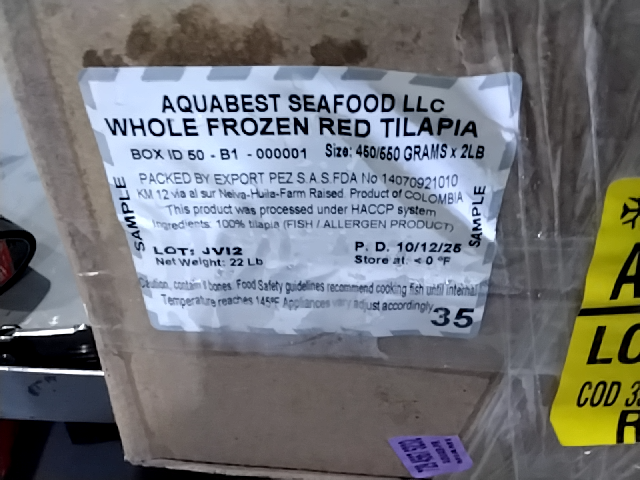 AQUABEST SEAFOOD LLC
WHOLE FROZEN RED TILAPIA
BOX ID 50 - B1 - 000001 Size: 450/550 GRAMS x 2LB
PACKED BY EXPORT PEZ S.A.S.FDA No 14070921010
KM 12 via al sur Neiva-Huila-Farm Raised. Product of COLOMBIA
This product was processed under HACCP system
Ingredients: 100% tilapia (FISH / ALLERGEN PRODUCT)
SAMPLE
SAMPLE
LOT: JV12 P. D. 10/12/25
Net Weight: 22 Lb Store at: < 0 °F
Caution, contain bones. Food Safety guidelines recommend cooking fish until internal
Temperature reaches 145°F Appliances vary adjust accordingly
35
A
LO
COD 3
R